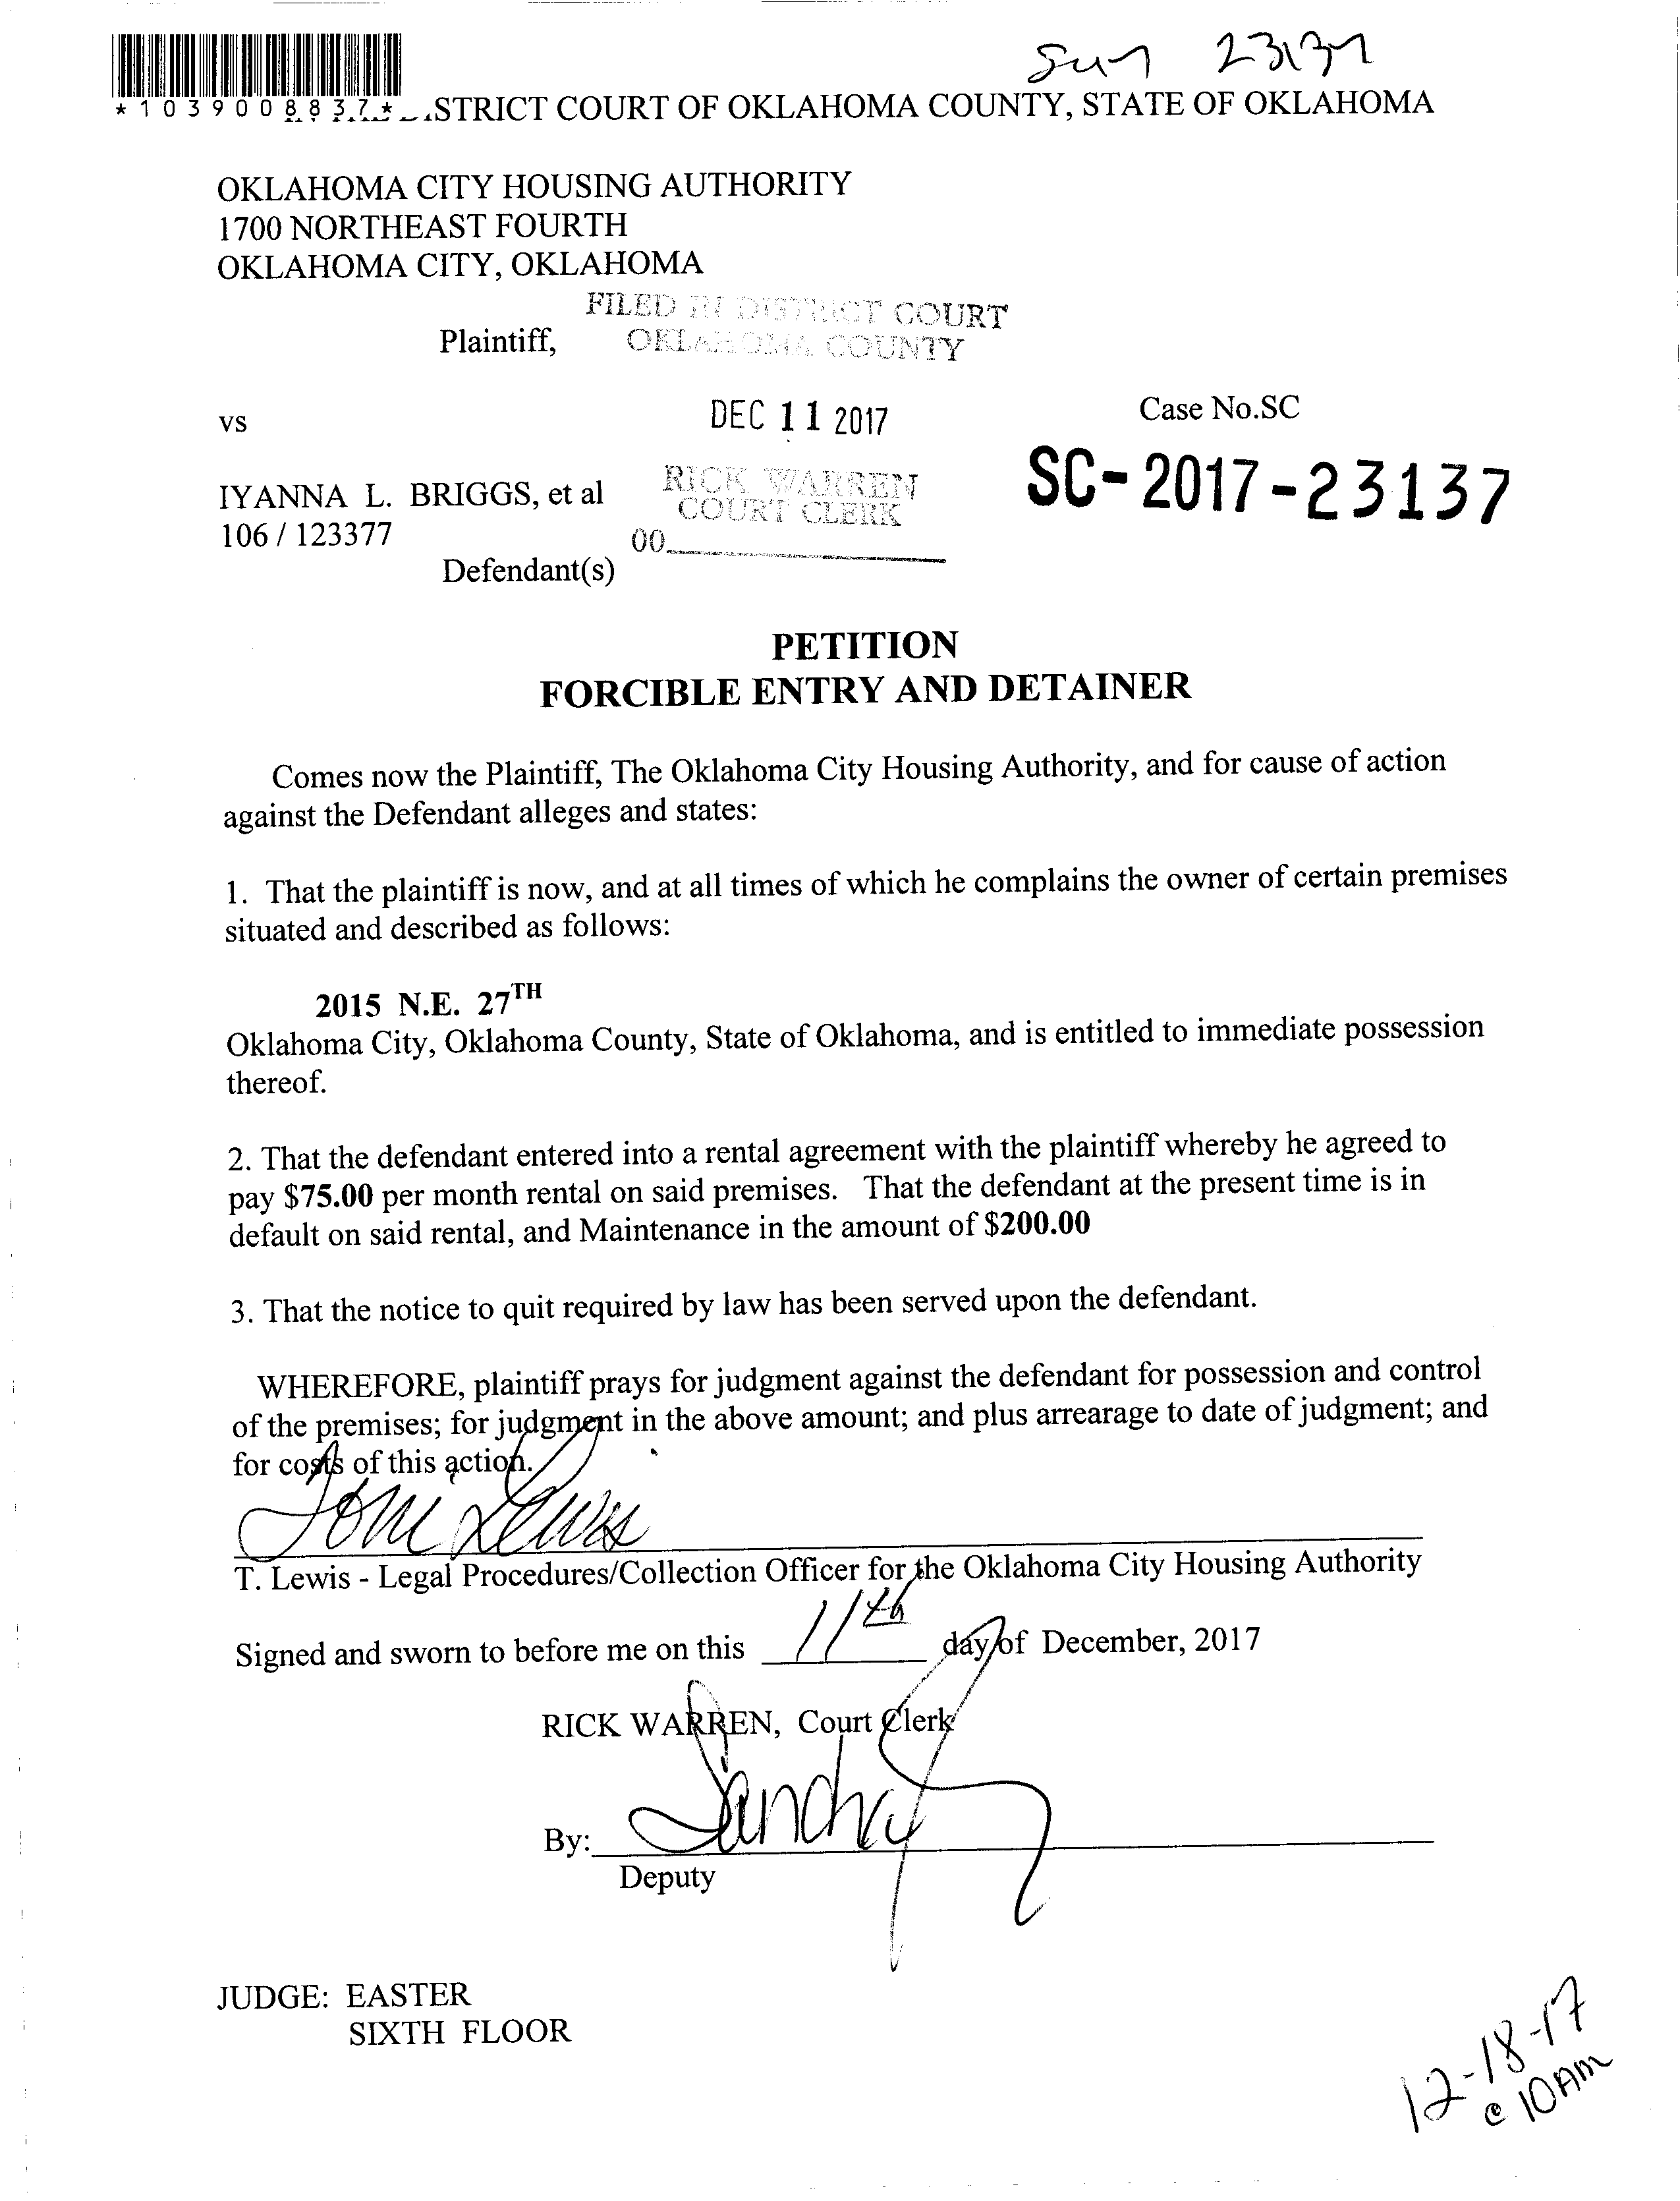 Sun 23137
*1039008837* STRICT COURT OF OKLAHOMA COUNTY, STATE OF OKLAHOMA
OKLAHOMA CITY HOUSING AUTHORITY
1700 NORTHEAST FOURTH
OKLAHOMA CITY, OKLAHOMA
FILED IN DISTRICT COURT
OKLAHOMA COUNTY
Plaintiff,
vs
DEC 11 2017
Case No.SC
SC-2017-23137
IYANNA L. BRIGGS, et al
RICK WARREN
COURT CLERK
106 / 123377
00
Defendant(s)
PETITION
FORCIBLE ENTRY AND DETAINER
Comes now the Plaintiff, The Oklahoma City Housing Authority, and for cause of action
against the Defendant alleges and states:
1. That the plaintiff is now, and at all times of which he complains the owner of certain premises
situated and described as follows:
2015 N.E. 27TH
Oklahoma City, Oklahoma County, State of Oklahoma, and is entitled to immediate possession
thereof.
2. That the defendant entered into a rental agreement with the plaintiff whereby he agreed to
pay $75.00 per month rental on said premises. That the defendant at the present time is in
default on said rental, and Maintenance in the amount of $200.00
3. That the notice to quit required by law has been served upon the defendant.
WHEREFORE, plaintiff prays for judgment against the defendant for possession and control
of the premises; for judgment in the above amount; and plus arrearage to date of judgment; and
for costs of this action.
Toni Lewis
T. Lewis - Legal Procedures/Collection Officer for the Oklahoma City Housing Authority
Signed and sworn to before me on this 11th day of December, 2017
RICK WARREN, Court Clerk
By:
Deputy
JUDGE: EASTER
SIXTH FLOOR
12-18-17
@ 10AM